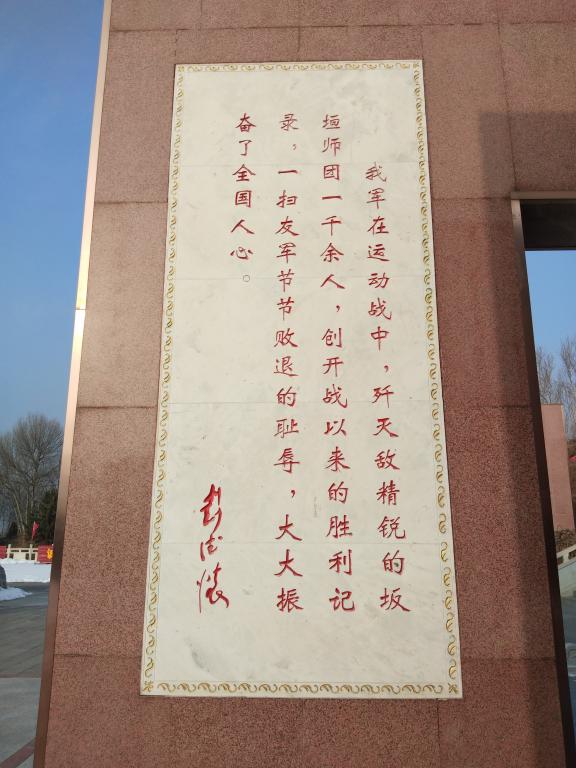 我军在运动战中，歼灭敌精锐的坂
垣师团一千余人，创开战以来的胜利记
录，一扫友军节节败退的耻辱，大大振
奋了全国人心。
彭德怀